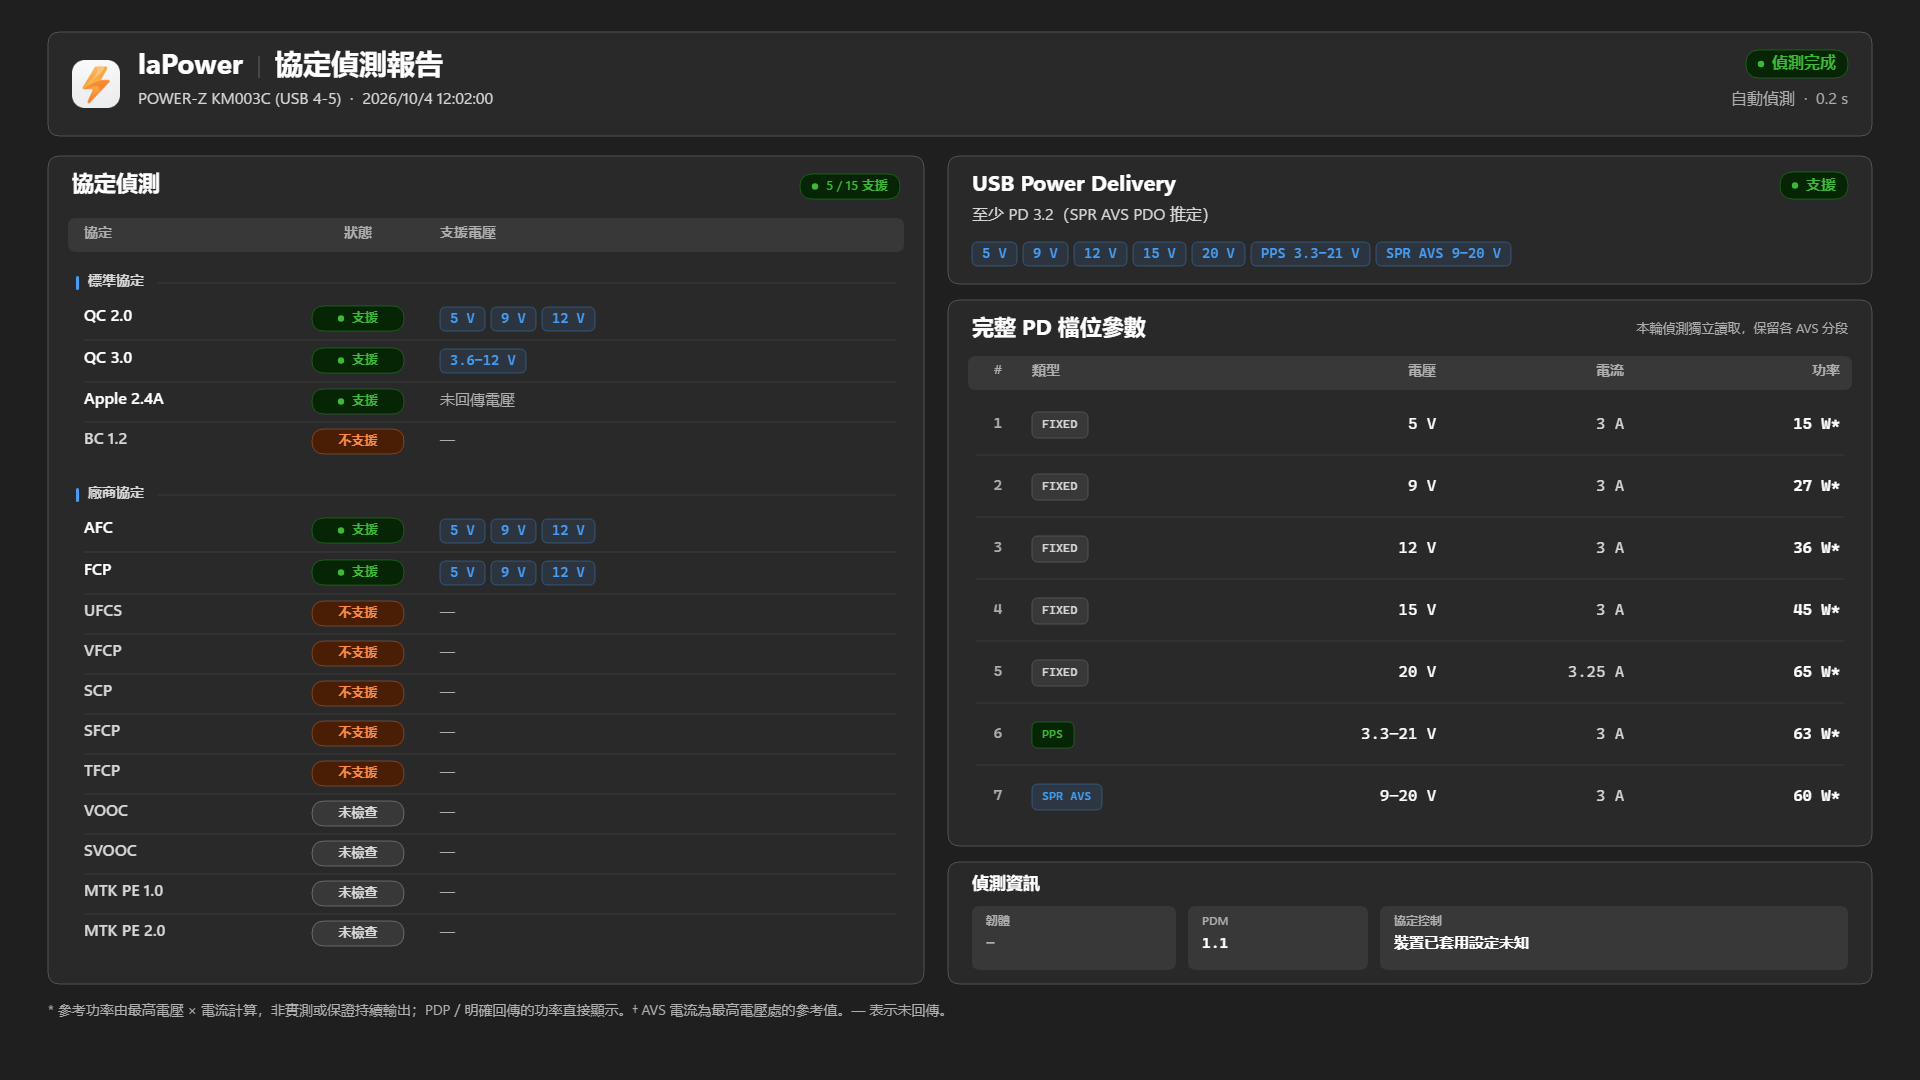 laPower | 協定偵測報告
POWER-Z KM003C (USB 4-5) · 2026/10/4 12:02:00
偵測完成
自動偵測 · 0.2 s
協定偵測
5 / 15 支援
協定 狀態 支援電壓
標準協定
QC 2.0 支援 5 V 9 V 12 V
QC 3.0 支援 3.6–12 V
Apple 2.4A 支援 未回傳電壓
BC 1.2 不支援 —
廠商協定
AFC 支援 5 V 9 V 12 V
FCP 支援 5 V 9 V 12 V
UFCS 不支援 —
VFCP 不支援 —
SCP 不支援 —
SFCP 不支援 —
TFCP 不支援 —
VOOC 未檢查 —
SVOOC 未檢查 —
MTK PE 1.0 未檢查 —
MTK PE 2.0 未檢查 —
USB Power Delivery
支援
至少 PD 3.2（SPR AVS PDO 推定）
5 V 9 V 12 V 15 V 20 V PPS 3.3–21 V SPR AVS 9–20 V
完整 PD 檔位參數
本輪偵測獨立讀取，保留各 AVS 分段
# 類型 電壓 電流 功率
1 FIXED 5 V 3 A 15 W*
2 FIXED 9 V 3 A 27 W*
3 FIXED 12 V 3 A 36 W*
4 FIXED 15 V 3 A 45 W*
5 FIXED 20 V 3.25 A 65 W*
6 PPS 3.3–21 V 3 A 63 W*
7 SPR AVS 9–20 V 3 A 60 W*
偵測資訊
韌體 PDM 協定控制
– 1.1 裝置已套用設定未知
* 參考功率由最高電壓 × 電流計算，非實測或保證持續輸出；PDP / 明確回傳的功率直接顯示。† AVS 電流為最高電壓處的參考值。— 表示未回傳。